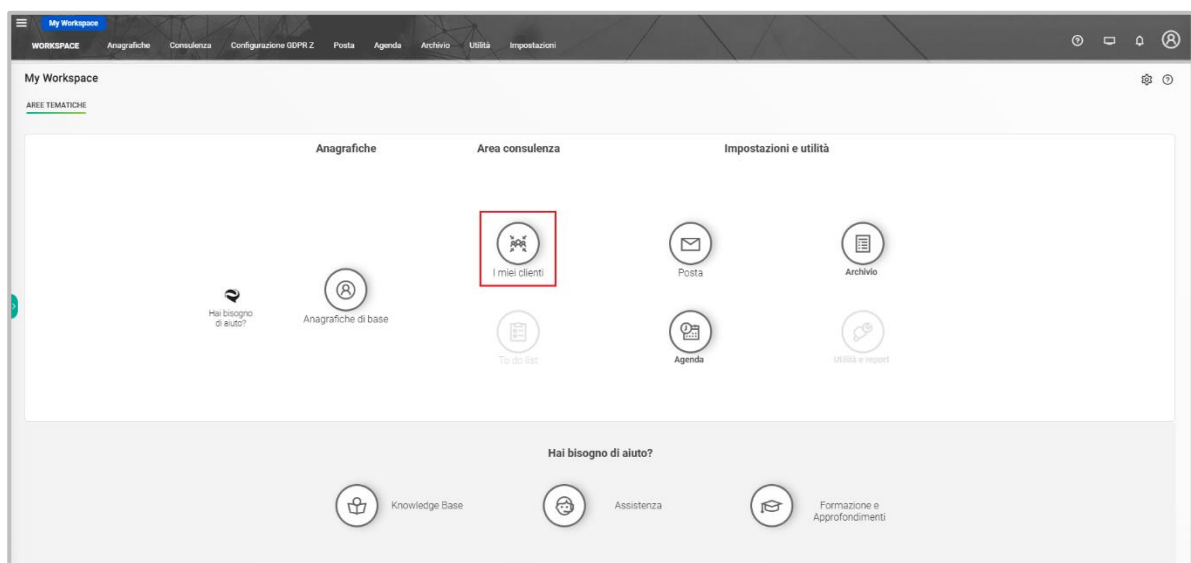 My Workspace
WORKSPACE Anagrafiche Consulenza Configurazione GDPR Z Posta Agenda Archivio Utilità Impostazioni
My Workspace
AREE TEMATICHE
Anagrafiche Area consulenza Impostazioni e utilità
I miei clienti Posta Archivio
Hai bisogno
di aiuto?
Anagrafiche di base
To do list Agenda Utilità e report
Hai bisogno di aiuto?
Knowledge Base Assistenza Formazione e
Approfondimenti